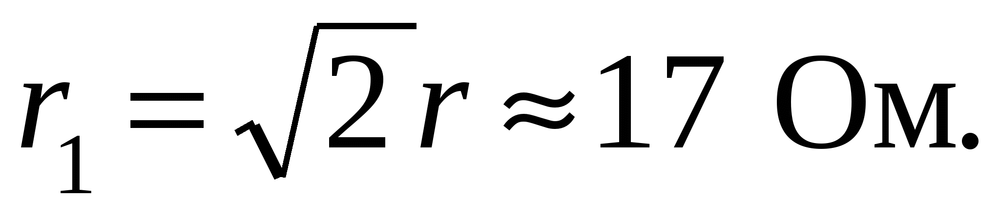 r₁ = √2 r ≈ 17 Ом.